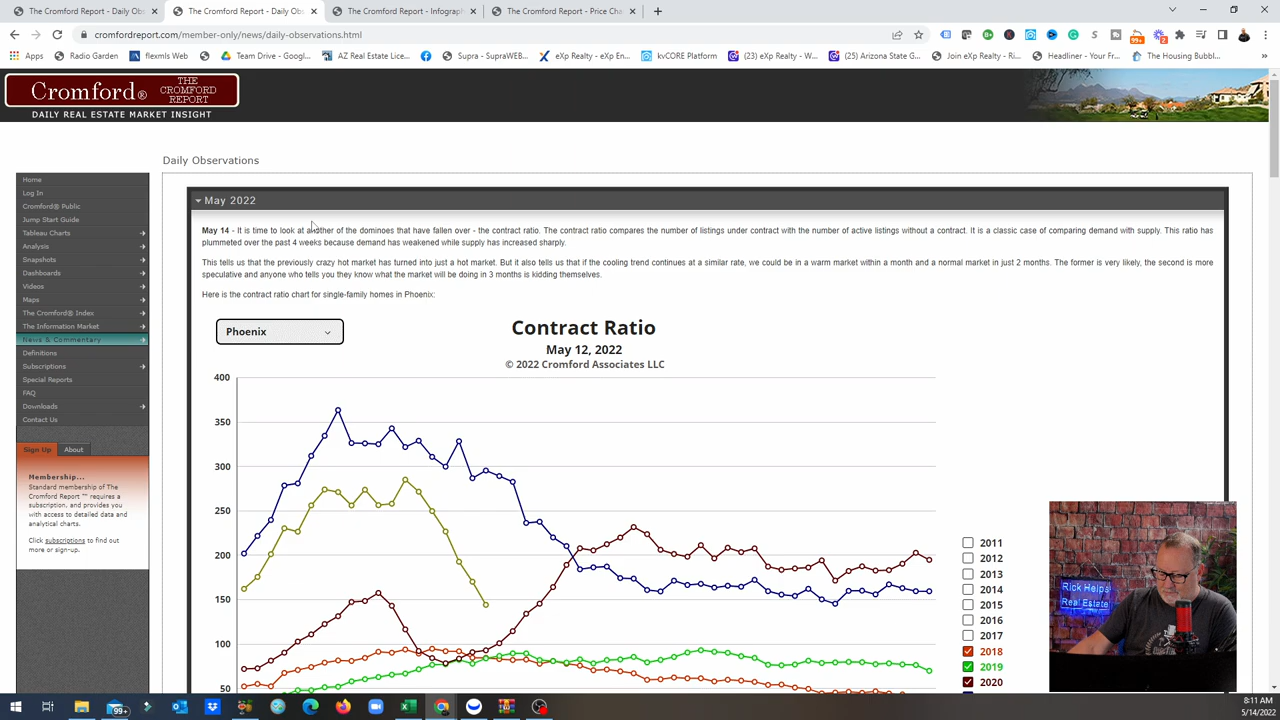 The Cromford Report - Daily Obs
The Cromford Report - Daily Obs
The Cromford Report - Infograph
The Cromford Report - Price Cha
cromfordreport.com/member-only/news/daily-observations.html
Apps
Radio Garden
flexmls Web
Team Drive - Googl...
AZ Real Estate Lice...
Supra - SupraWEB...
eXp Realty - eXp En...
kvCORE Platform
(23) eXp Realty - W...
(25) Arizona State G...
Join eXp Realty - Ri...
Headliner - Your Fr...
The Housing Bubbl...
Cromford®
THE CROMFORD REPORT
DAILY REAL ESTATE MARKET INSIGHT
Daily Observations
Home
Log In
Cromford® Public
Jump Start Guide
Tableau Charts
Analysis
Snapshots
Dashboards
Videos
Maps
The Cromford® Index
The Information Market
News & Commentary
Definitions
Subscriptions
Special Reports
FAQ
Downloads
Contact Us
Sign Up
About
Membership...
Standard membership of The
Cromford Report ™ requires a
subscription, and provides you
with access to detailed data and
analytical charts.
Click subscriptions to find out
more or sign-up.
May 2022
May 14 - It is time to look at another of the dominoes that have fallen over - the contract ratio. The contract ratio compares the number of listings under contract with the number of active listings without a contract. It is a classic case of comparing demand with supply. This ratio has
plummeted over the past 4 weeks because demand has weakened while supply has increased sharply.
This tells us that the previously crazy hot market has turned into just a hot market. But it also tells us that if the cooling trend continues at a similar rate, we could be in a warm market within a month and a normal market in just 2 months. The former is very likely, the second is more
speculative and anyone who tells you they know what the market will be doing in 3 months is kidding themselves.
Here is the contract ratio chart for single-family homes in Phoenix:
Phoenix
Contract Ratio
May 12, 2022
© 2022 Cromford Associates LLC
400
350
300
250
200
150
100
50
2011
2012
2013
2014
2015
2016
2017
2018
2019
2020
Rick Helps
Real Estate
99+
8:11 AM
5/14/2022